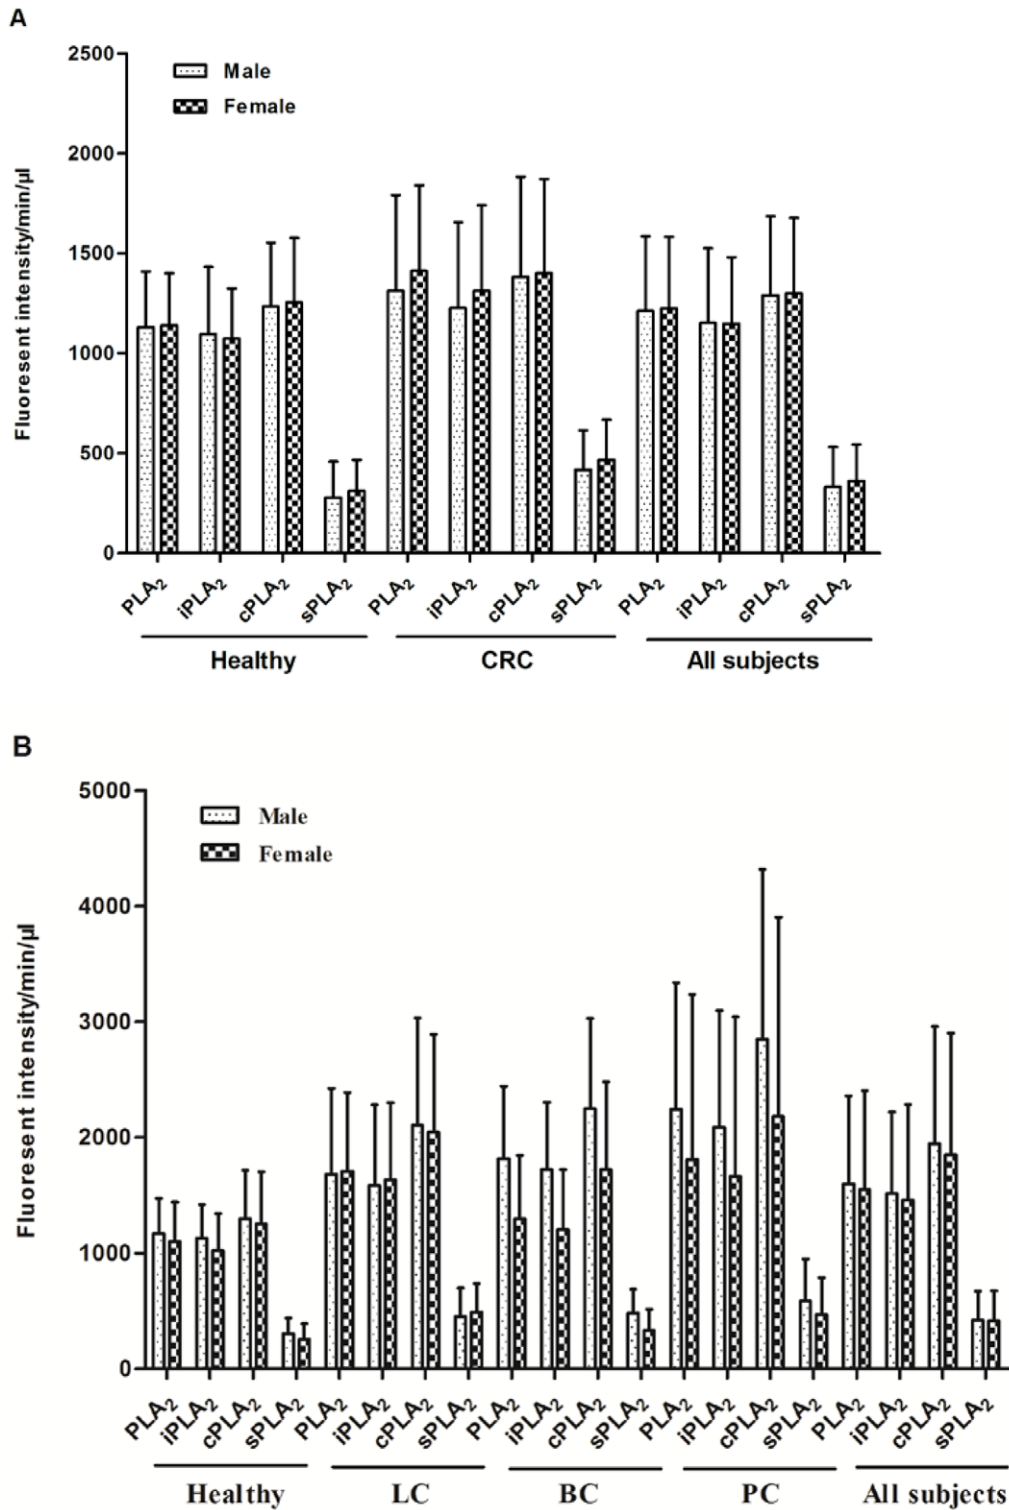 A
2500
2000
1500
1000
500
0
Fluoresent intensity/min/µl
Male
Female
PLA₂ iPLA₂ cPLA₂ sPLA₂ PLA₂ iPLA₂ cPLA₂ sPLA₂ PLA₂ iPLA₂ cPLA₂ sPLA₂
Healthy CRC All subjects
B
5000
4000
3000
2000
1000
0
Fluoresent intensity/min/µl
Male
Female
PLA₂ iPLA₂ cPLA₂ sPLA₂ PLA₂ iPLA₂ cPLA₂ sPLA₂ PLA₂ iPLA₂ cPLA₂ sPLA₂ PLA₂ iPLA₂ cPLA₂ sPLA₂ PLA₂ iPLA₂ cPLA₂ sPLA₂
Healthy LC BC PC All subjects